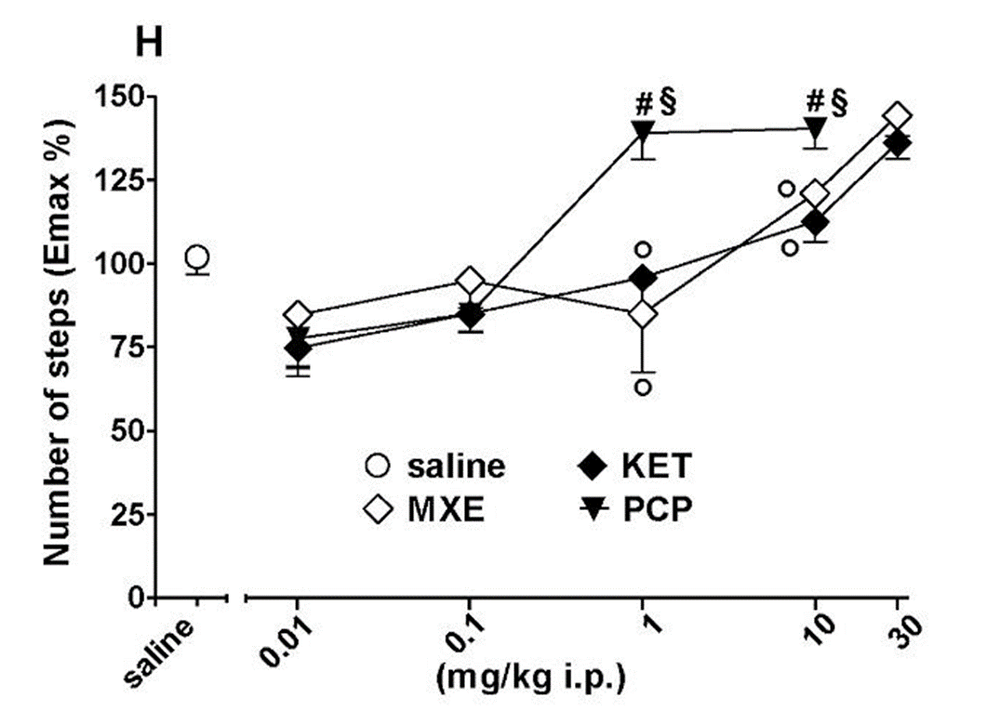 H
Number of steps (Emax %)
150
125
100
75
50
25
0
#§
#§
saline
KET
MXE
PCP
saline
0.01
0.1
1
10
30
(mg/kg i.p.)